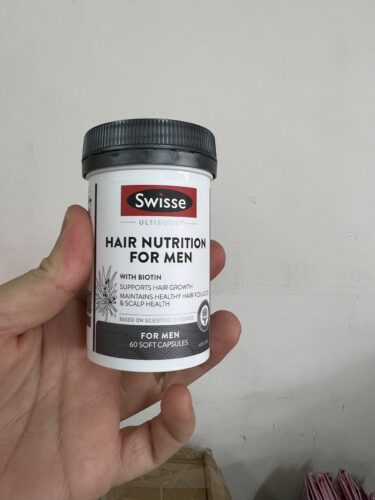 Swisse
ULTIBOOST
HAIR NUTRITION
FOR MEN
WITH BIOTIN
SUPPORTS HAIR GROWTH
MAINTAINS HEALTHY HAIR
& SCALP HEALTH
BASED ON SCIENTIFIC EVIDENCE
FOR MEN
60 SOFT CAPSULES